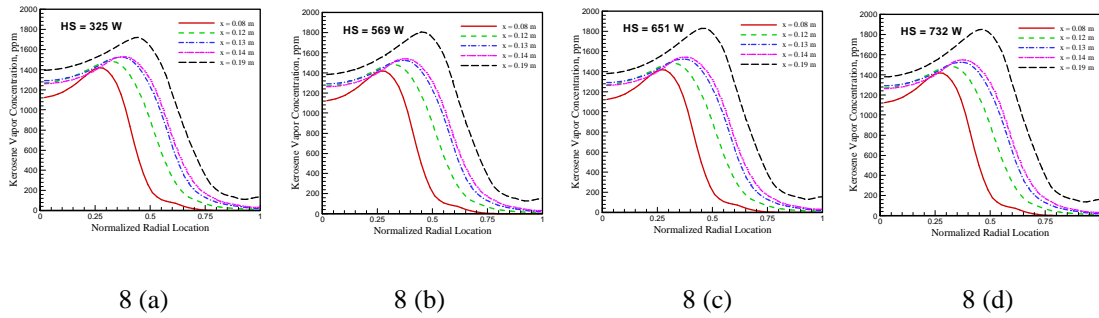 HS = 325 W
x = 0.08 m
x = 0.12 m
x = 0.13 m
x = 0.14 m
x = 0.19 m
Kerosene Vapor Concentration, ppm
2000
1800
1600
1400
1200
1000
800
600
400
200
0
0 0.25 0.5 0.75 1
Normalized Radial Location
HS = 569 W
x = 0.08 m
x = 0.12 m
x = 0.13 m
x = 0.14 m
x = 0.19 m
Kerosene Vapor Concentration, ppm
2000
1800
1600
1400
1200
1000
800
600
400
200
0
0 0.25 0.5 0.75 1
Normalized Radial Location
HS = 651 W
x = 0.08 m
x = 0.12 m
x = 0.13 m
x = 0.14 m
x = 0.19 m
Kerosene Vapor Concentration, ppm
2000
1800
1600
1400
1200
1000
800
600
400
200
0
0 0.25 0.5 0.75 1
Normalized Radial Location
HS = 732 W
x = 0.08 m
x = 0.12 m
x = 0.13 m
x = 0.14 m
x = 0.19 m
Kerosene Vapor Concentration, ppm
2000
1800
1600
1400
1200
1000
800
600
400
200
0
0 0.25 0.5 0.75
Normalized Radial Location
8 (a) 8 (b) 8 (c) 8 (d)